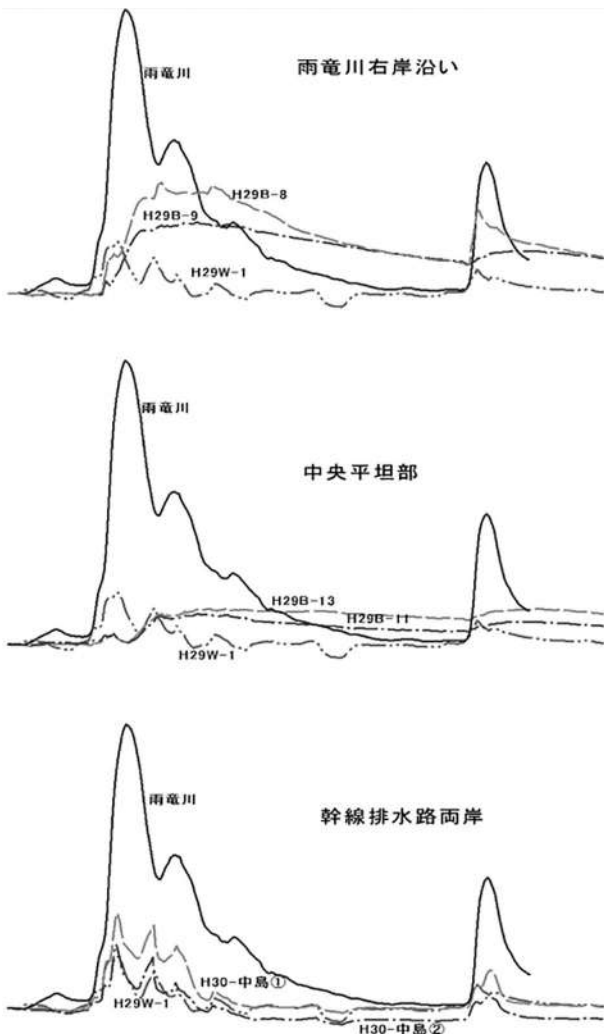 雨竜川
雨竜川右岸沿い
H29B-8
H29B-9
H29W-1
雨竜川
中央平坦部
H29B-13
H29B-11
H29W-1
雨竜川
幹線排水路両岸
H30-中島①
H29W-1
H30-中島②